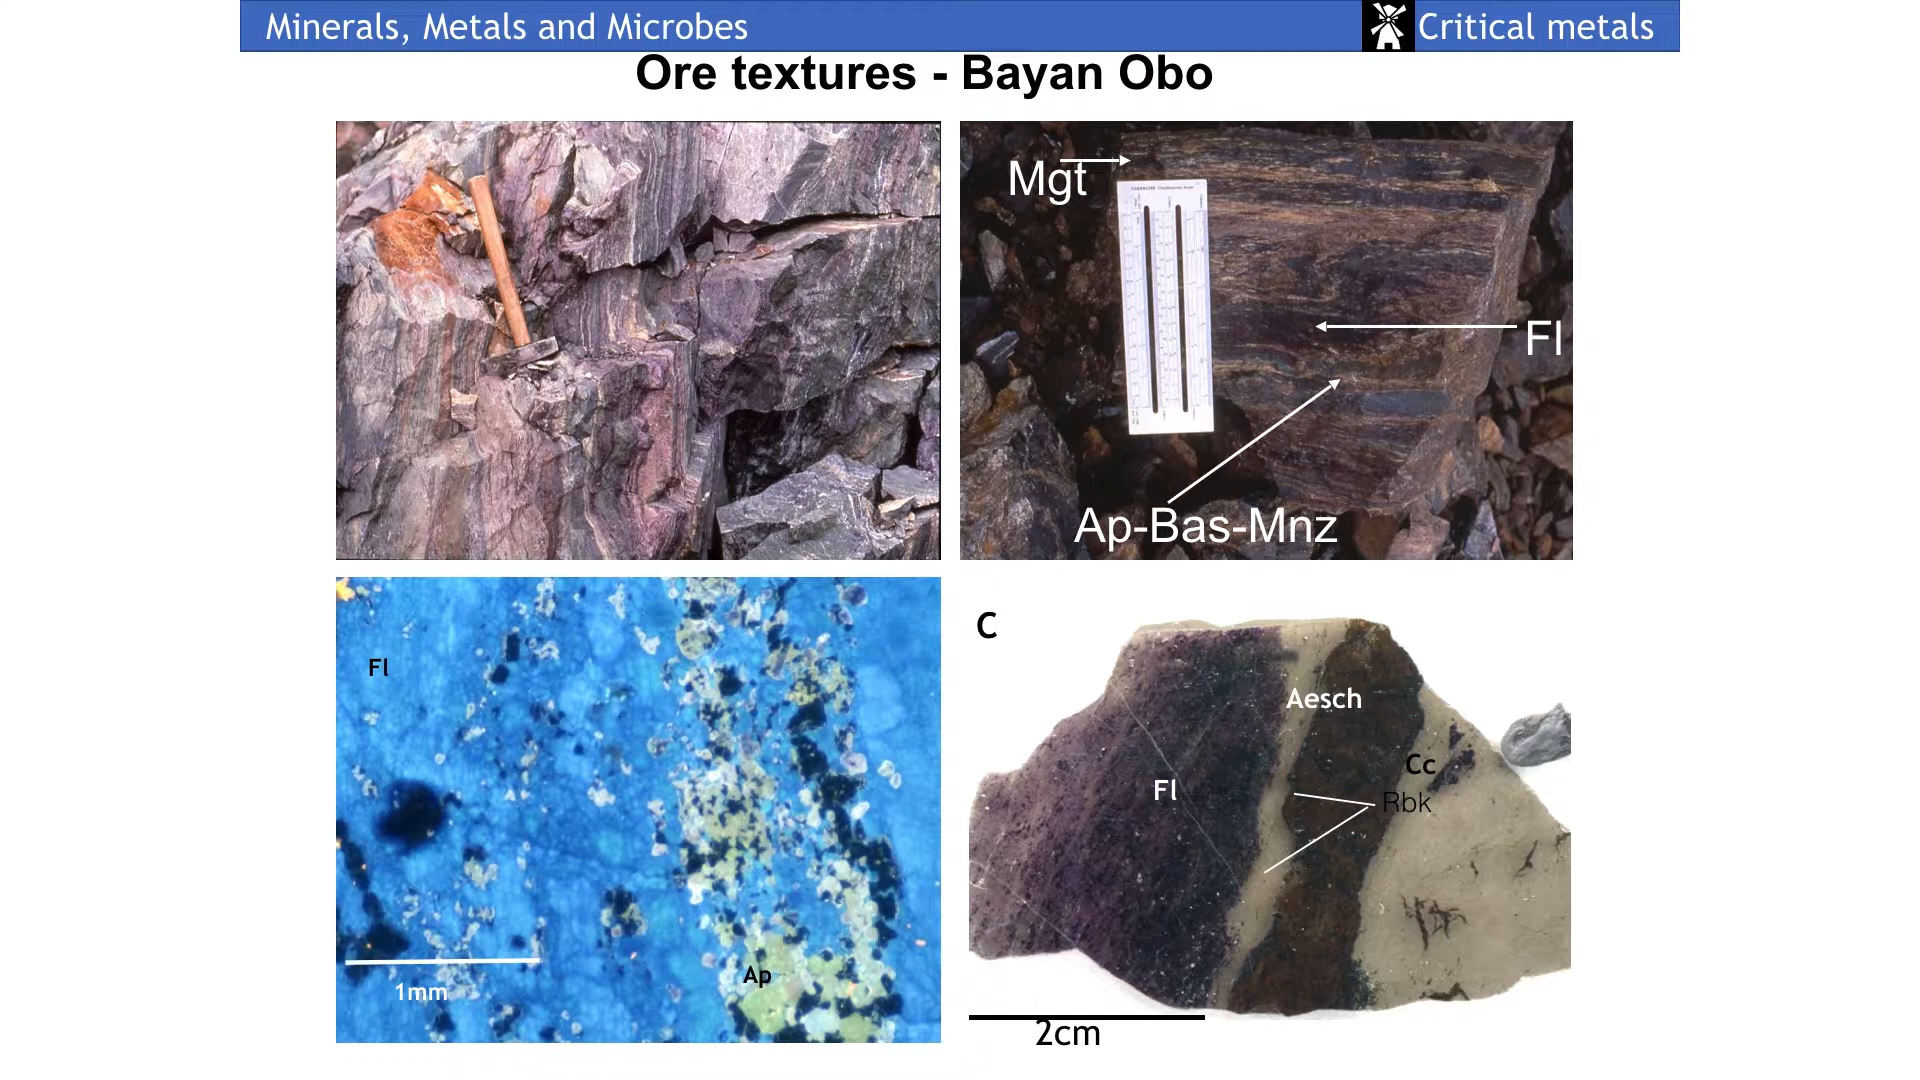 Minerals, Metals and Microbes
Critical metals
Ore textures - Bayan Obo
Mgt
Fl
Ap-Bas-Mnz
Fl
1mm
Ap
C
Aesch
Cc
Fl
Rbk
2cm